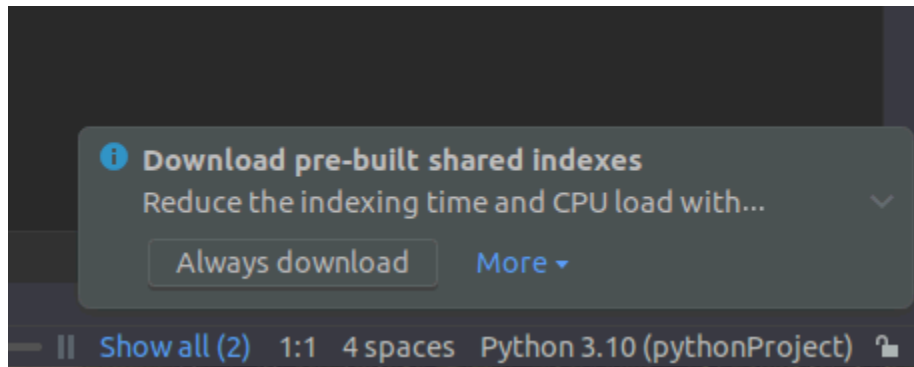 Download pre-built shared indexes
Reduce the indexing time and CPU load with...
Always download More
Show all (2) 1:1 4 spaces Python 3.10 (pythonProject)